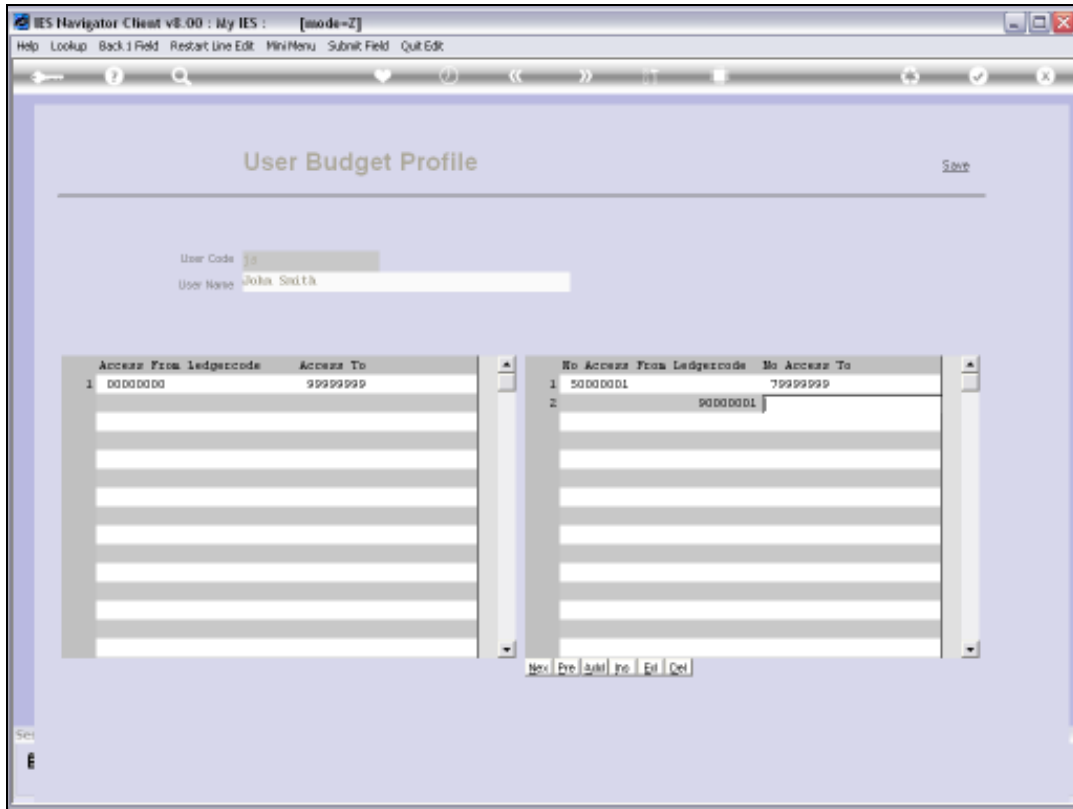 IES Navigator Client v8.00 : My IES : [mode=Z]
Help Lookup Back 1 Field Restart Line Edit MiniMenu Submit Field Quit Edit
User Budget Profile
Save
User Code js
User Name John Smith
Access From Ledgercode Access To
1 00000000 99999999
No Access From Ledgercode No Access To
1 50000001 79999999
2 90000001
Nex Pre Add Ins Ed Del